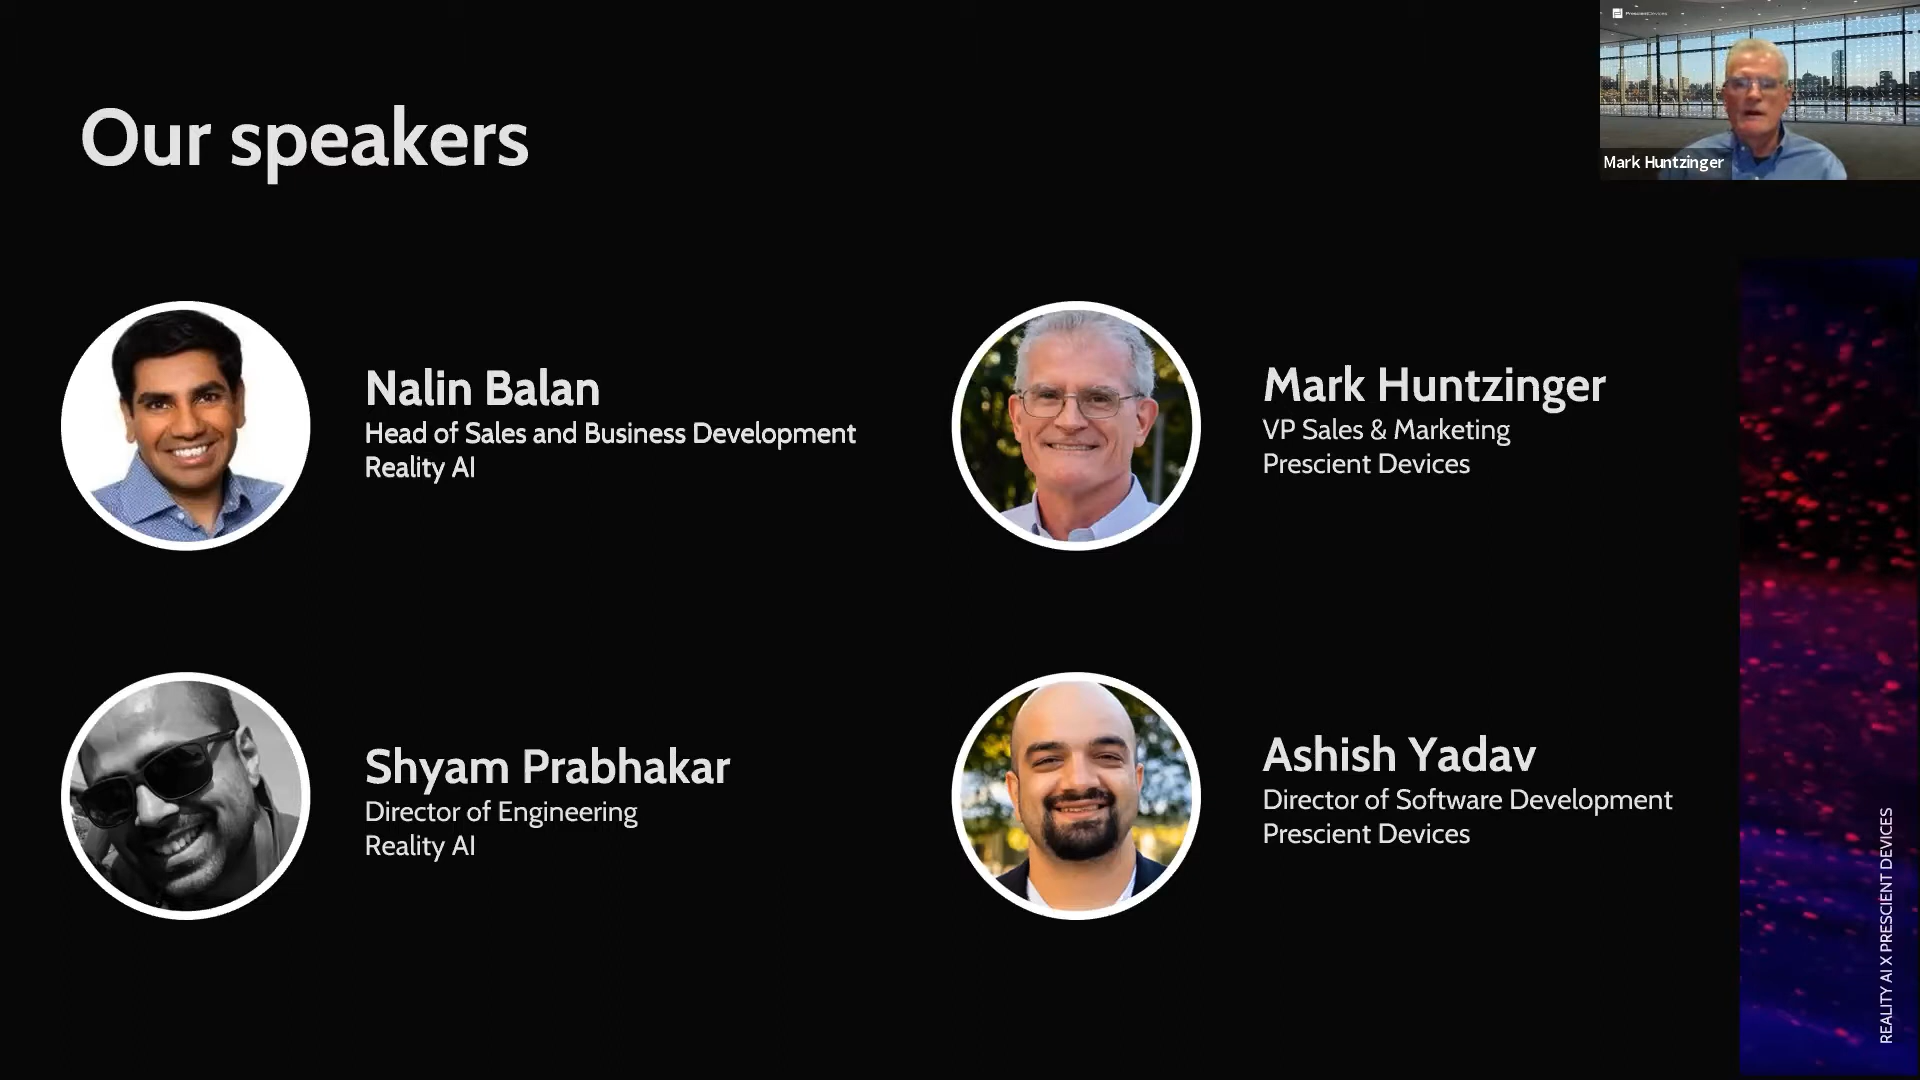 PrescientDevices
Our speakers
Mark Huntzinger
Nalin Balan
Head of Sales and Business Development
Reality AI
Mark Huntzinger
VP Sales & Marketing
Prescient Devices
Shyam Prabhakar
Director of Engineering
Reality AI
Ashish Yadav
Director of Software Development
Prescient Devices
REALITY AI X PRESCIENT DEVICES